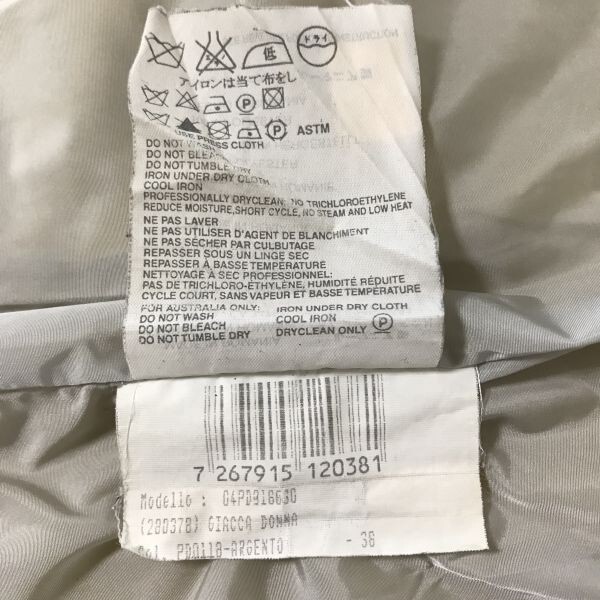 低
ドライ
アイロンは当て布をし
P
P
ASTM
USE PRESS CLOTH
DO NOT WASH
DO NOT BLEACH
DO NOT TUMBLE DRY
IRON UNDER DRY CLOTH
COOL IRON
PROFESSIONALLY DRYCLEAN: NO TRICHLOROETHYLENE
REDUCE MOISTURE, SHORT CYCLE, NO STEAM AND LOW HEAT
NE PAS LAVER
NE PAS UTILISER D'AGENT DE BLANCHIMENT
NE PAS SÉCHER PAR CULBUTAGE
REPASSER SOUS UN LINGE SEC
REPASSER À BASSE TEMPÉRATURE
NETTOYAGE À SEC PROFESSIONNEL:
PAS DE TRICHLORO-ÉTHYLÈNE, HUMIDITÉ RÉDUITE
CYCLE COURT, SANS VAPEUR ET BASSE TEMPÉRATURE
FOR AUSTRALIA ONLY: IRON UNDER DRY CLOTH
DO NOT WASH COOL IRON
DO NOT BLEACH DRYCLEAN ONLY P
DO NOT TUMBLE DRY
7 267915 120381
Modello : G4PD916630
(280378) GIACCA DONNA
Col. PD0118-ARGENTO - 38